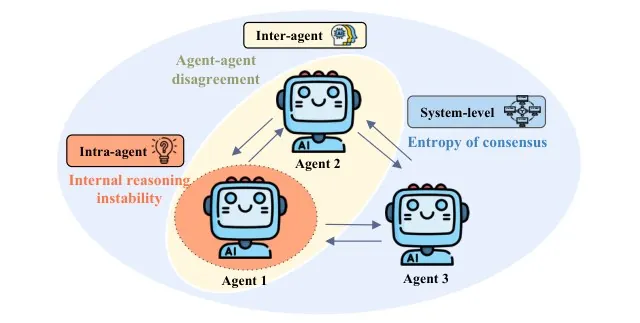 Inter-agent
Agent-agent
disagreement
System-level
Entropy of consensus
Intra-agent
Internal reasoning
instability
AI
Agent 2
AI
Agent 1
AI
Agent 3